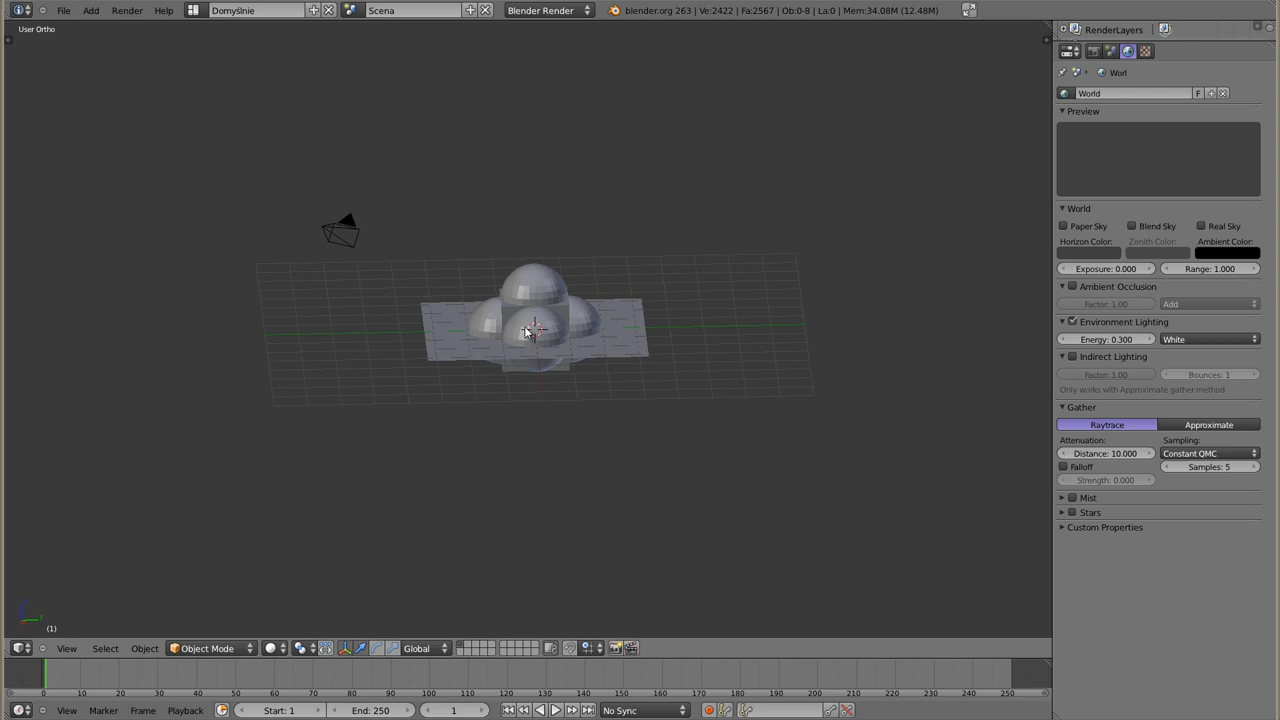 File Add Render Help Domyślnie Scena Blender Render blender.org 263 | Ve:2422 | Fa:2567 | Ob:0-8 | La:0 | Mem:34.08M (12.48M)
User Ortho
RenderLayers
Worl
World F
Preview
World
Paper Sky Blend Sky Real Sky
Horizon Color: Zenith Color: Ambient Color:
Exposure: 0.000 Range: 1.000
Ambient Occlusion
Factor: 1.00 Add
Environment Lighting
Energy: 0.300 White
Indirect Lighting
Factor: 1.00 Bounces: 1
Only works with Approximate gather method
Gather
Raytrace Approximate
Attenuation: Sampling:
Distance: 10.000 Constant QMC
Falloff Samples: 5
Strength: 0.000
Mist
Stars
Custom Properties
(1)
View Select Object Object Mode Global
0 10 20 30 40 50 60 70 80 90 100 110 120 130 140 150 160 170 180 190 200 210 220 230 240 250
View Marker Frame Playback Start: 1 End: 250 1 No Sync